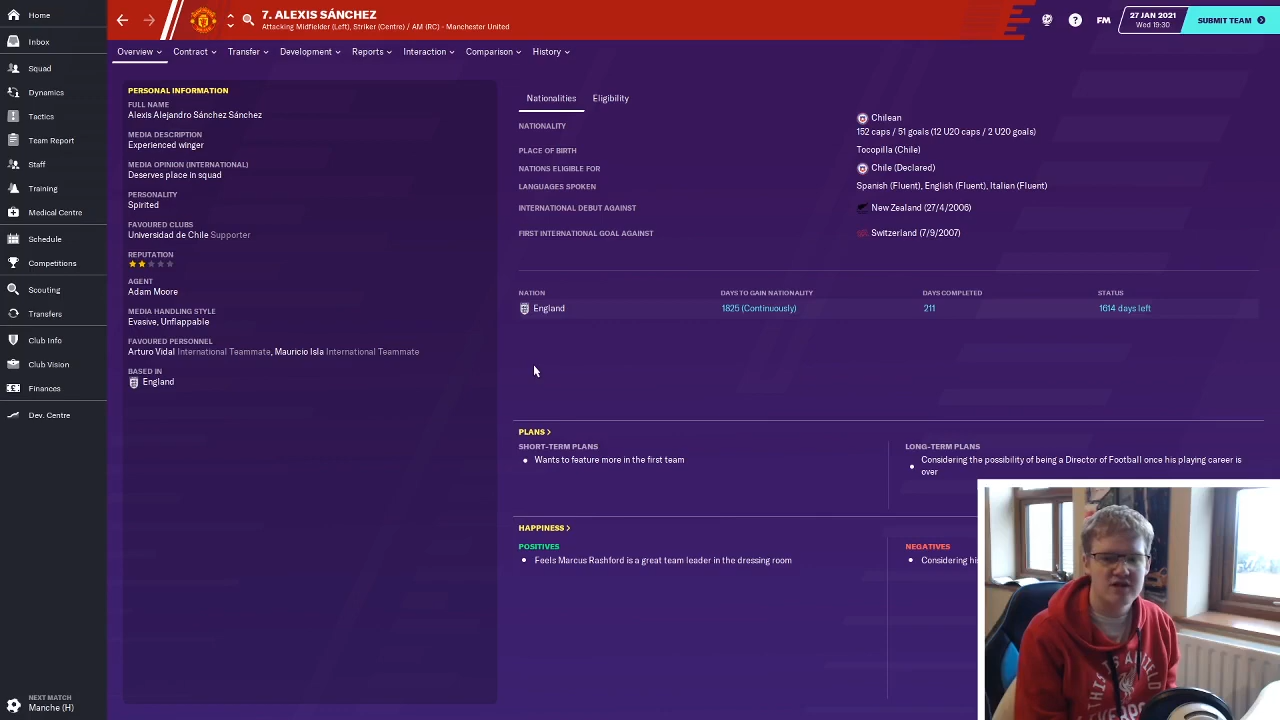 7. ALEXIS SÁNCHEZ
Attacking Midfielder (Left), Striker (Centre) / AM (RC) - Manchester United
?
FM
27 JAN 2021
Wed 19:30
SUBMIT TEAM
Inbox
Squad
Dynamics
Tactics
Team Report
Staff
Training
Medical Centre
Schedule
Competitions
Scouting
Transfers
Club Info
Club Vision
Finances
Dev. Centre
NEXT MATCH
Manche (H)
Overview Contract Transfer Development Reports Interaction Comparison History
PERSONAL INFORMATION
FULL NAME
Alexis Alejandro Sánchez Sánchez
MEDIA DESCRIPTION
Experienced winger
MEDIA OPINION (INTERNATIONAL)
Deserves place in squad
PERSONALITY
Spirited
FAVOURED CLUBS
Universidad de Chile Supporter
REPUTATION
AGENT
Adam Moore
MEDIA HANDLING STYLE
Evasive, Unflappable
FAVOURED PERSONNEL
Arturo Vidal International Teammate, Mauricio Isla International Teammate
BASED IN
England
Nationalities Eligibility
NATIONALITY
Chilean
152 caps / 51 goals (12 U20 caps / 2 U20 goals)
PLACE OF BIRTH
Tocopilla (Chile)
NATIONS ELIGIBLE FOR
Chile (Declared)
LANGUAGES SPOKEN
Spanish (Fluent), English (Fluent), Italian (Fluent)
INTERNATIONAL DEBUT AGAINST
New Zealand (27/4/2006)
FIRST INTERNATIONAL GOAL AGAINST
Switzerland (7/9/2007)
NATION DAYS TO GAIN NATIONALITY DAYS COMPLETED STATUS
England 1825 (Continuously) 211 1614 days left
PLANS
SHORT-TERM PLANS
Wants to feature more in the first team
LONG-TERM PLANS
Considering the possibility of being a Director of Football once his playing career is
over
HAPPINESS
POSITIVES
Feels Marcus Rashford is a great team leader in the dressing room
NEGATIVES
Considering
THIS IS ANFIELD